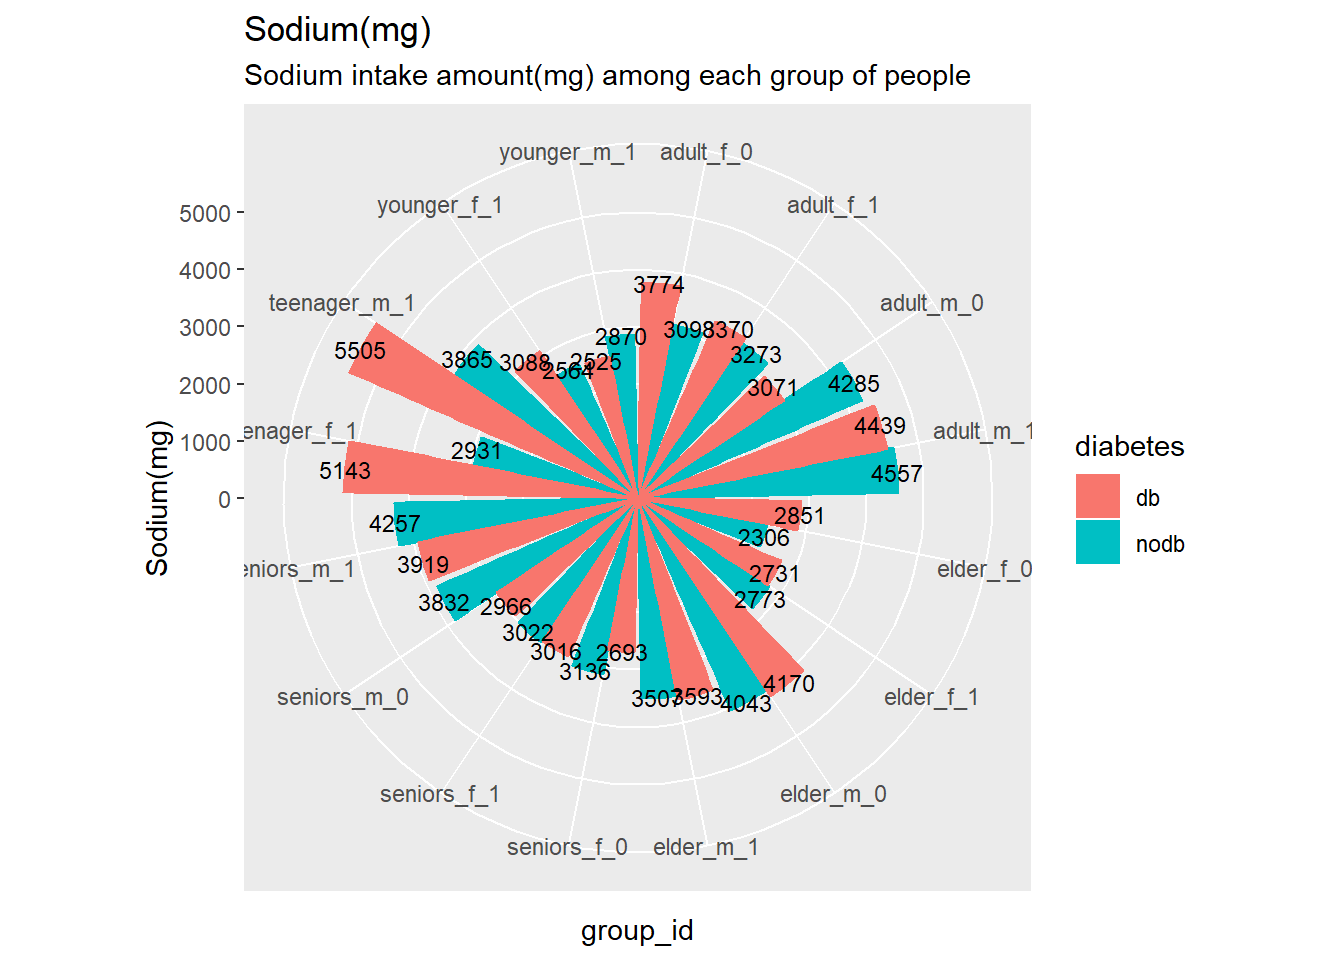 Sodium(mg)
Sodium intake amount(mg) among each group of people
younger_m_1 adult_f_0
younger_f_1 adult_f_1
teenager_m_1 adult_m_0
enager_f_1 adult_m_1
eniors_m_1 elder_f_0
seniors_m_0 elder_f_1
seniors_f_1 elder_m_0
seniors_f_0 elder_m_1
5000
4000
3000
2000
1000
0
Sodium(mg)
3774
3098
370
3273
3071
4285
4439
4557
2851
2306
2731
2773
4170
4043
3593
3507
2693
3136
3016
3022
2966
3832
3919
4257
5143
2931
5505
3865
3088
2564
2525
2870
group_id
diabetes
db
nodb